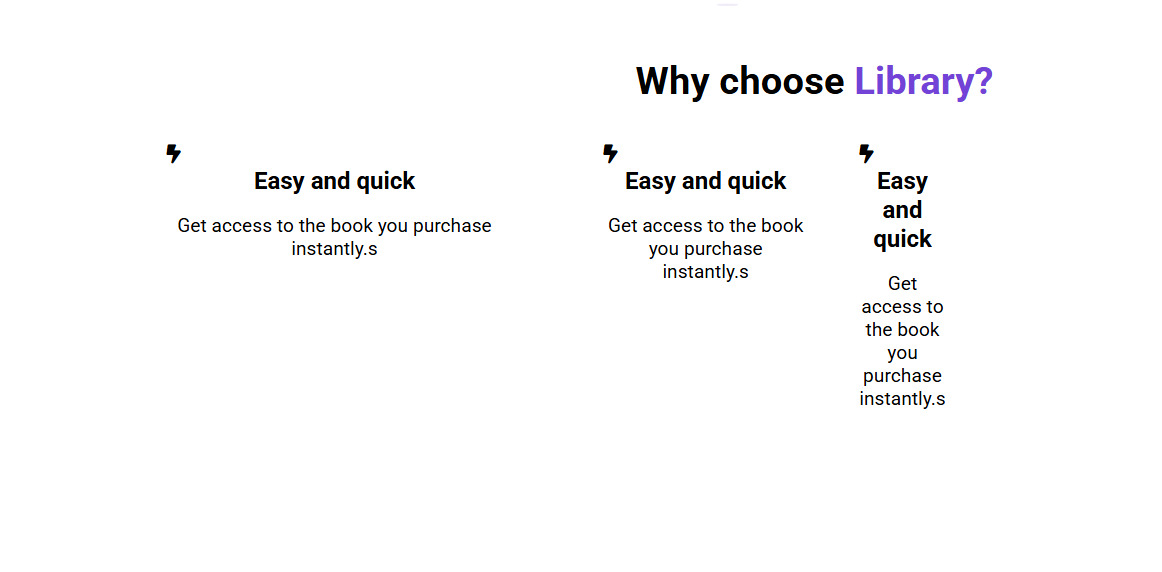 Why choose Library?
Easy and quick
Get access to the book you purchase
instantly.s
Easy and quick
Get access to the book
you purchase
instantly.s
Easy
and
quick
Get
access to
the book
you
purchase
instantly.s